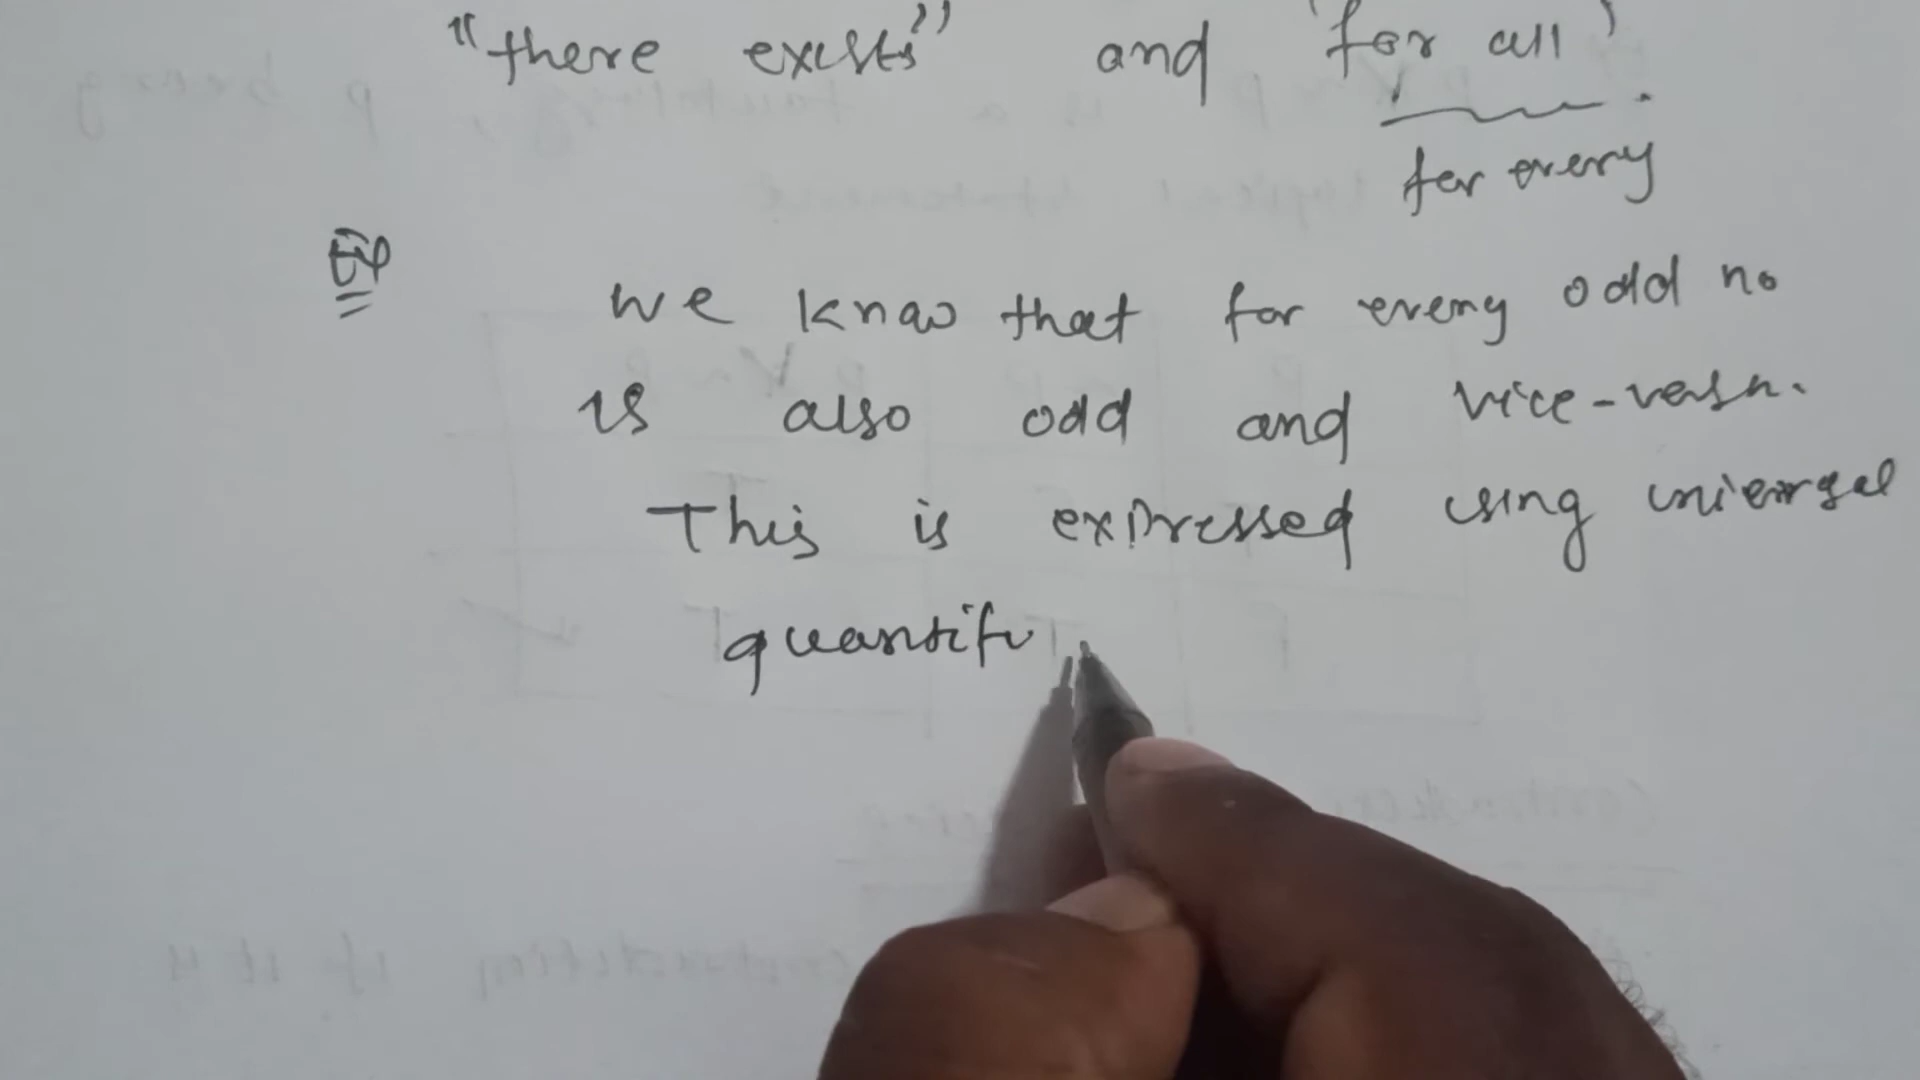 "there exists" and 'for all'.
for every
Exp
we know that for every odd no
is also odd and vice-versa.
This is expressed using universal
quantifi